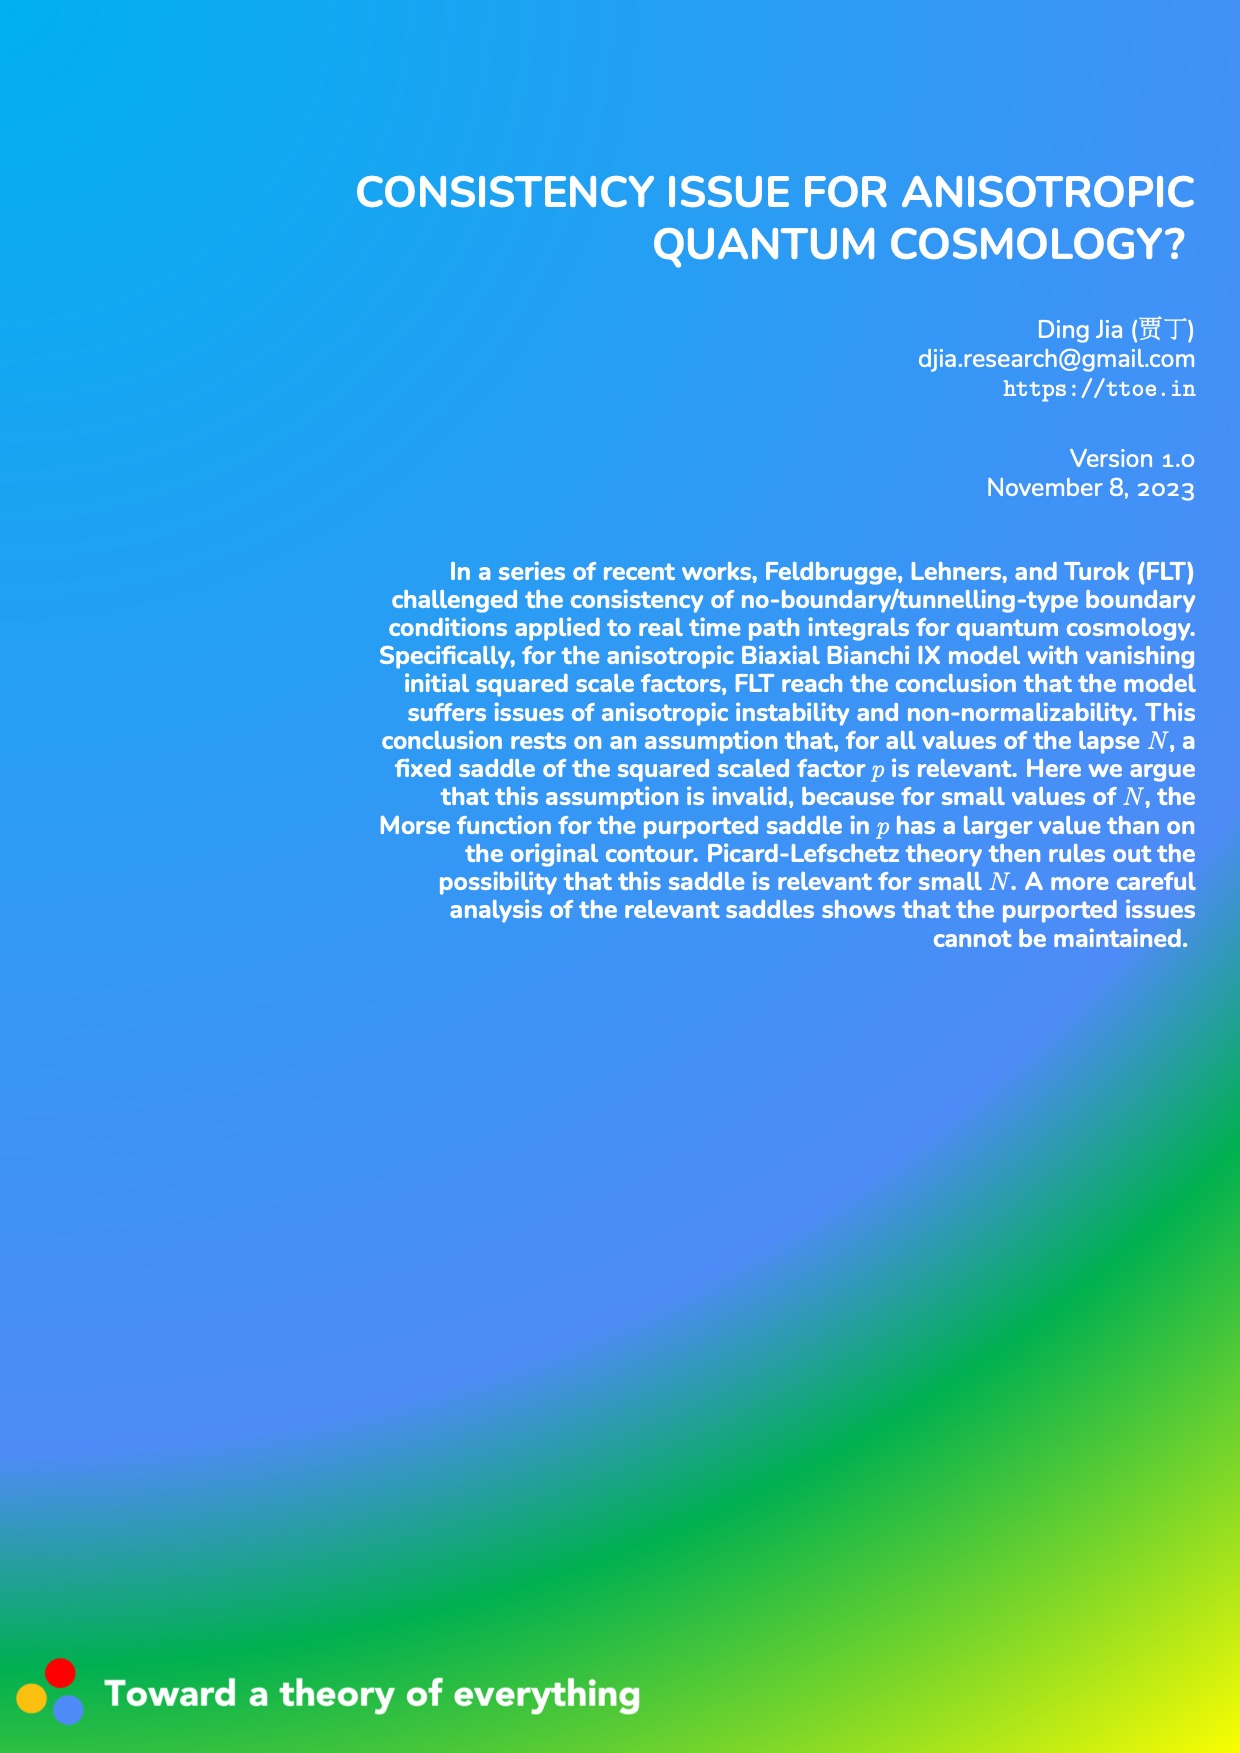 CONSISTENCY ISSUE FOR ANISOTROPIC
QUANTUM COSMOLOGY?
Ding Jia (贾丁)
djia.research@gmail.com
https://ttoe.in
Version 1.0
November 8, 2023
In a series of recent works, Feldbrugge, Lehners, and Turok (FLT)
challenged the consistency of no-boundary/tunnelling-type boundary
conditions applied to real time path integrals for quantum cosmology.
Specifically, for the anisotropic Biaxial Bianchi IX model with vanishing
initial squared scale factors, FLT reach the conclusion that the model
suffers issues of anisotropic instability and non-normalizability. This
conclusion rests on an assumption that, for all values of the lapse N, a
fixed saddle of the squared scaled factor p is relevant. Here we argue
that this assumption is invalid, because for small values of N, the
Morse function for the purported saddle in p has a larger value than on
the original contour. Picard-Lefschetz theory then rules out the
possibility that this saddle is relevant for small N. A more careful
analysis of the relevant saddles shows that the purported issues
cannot be maintained.
Toward a theory of everything